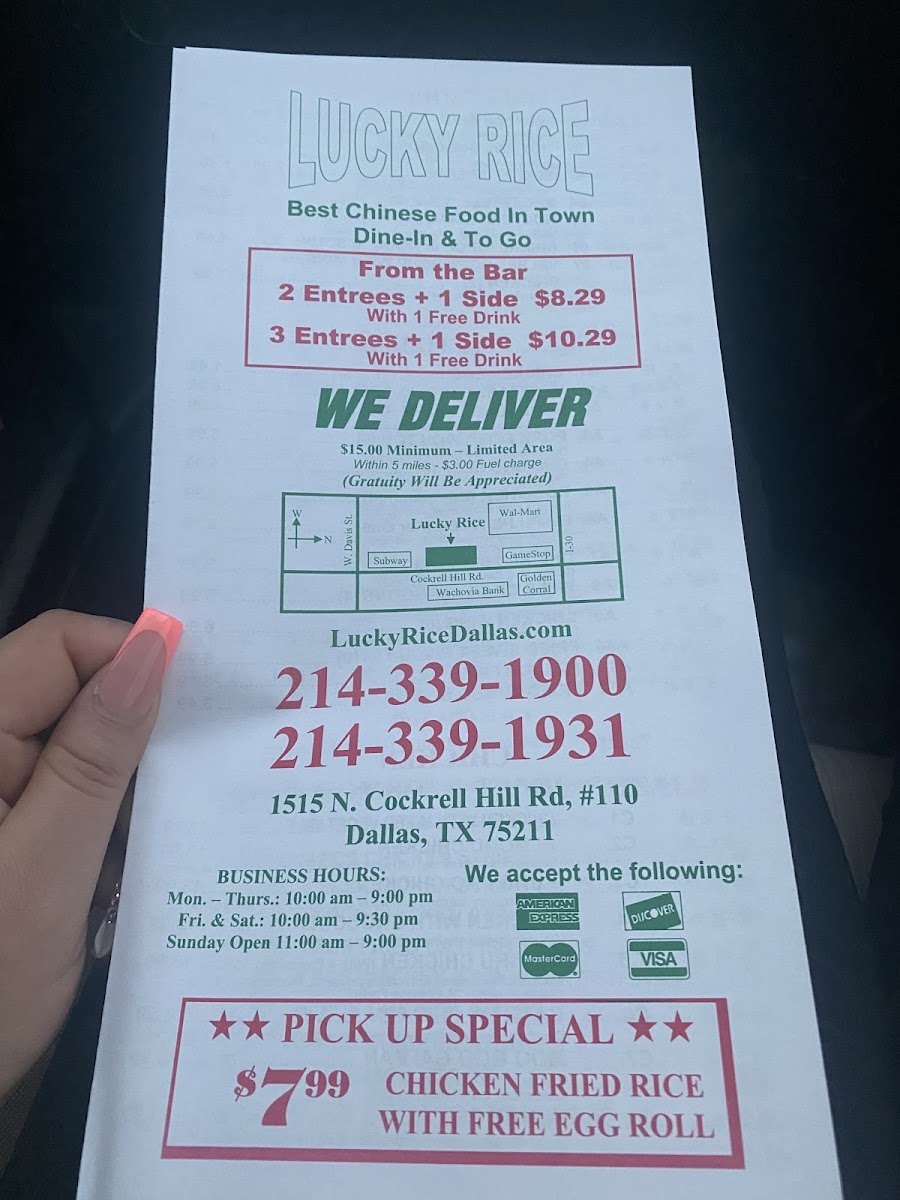 LUCKY RICE
Best Chinese Food In Town
Dine-In & To Go
From the Bar
2 Entrees + 1 Side $8.29
With 1 Free Drink
3 Entrees + 1 Side $10.29
With 1 Free Drink
WE DELIVER
$15.00 Minimum – Limited Area
Within 5 miles - $3.00 Fuel charge
(Gratuity Will Be Appreciated)
W
N
W. Davis St.
Lucky Rice
Wal-Mart
I-30
Subway
GameStop
Cockrell Hill Rd.
Wachovia Bank
Golden
Corral
LuckyRiceDallas.com
214-339-1900
214-339-1931
1515 N. Cockrell Hill Rd, #110
Dallas, TX 75211
BUSINESS HOURS:
Mon. – Thurs.: 10:00 am – 9:00 pm
Fri. & Sat.: 10:00 am – 9:30 pm
Sunday Open 11:00 am – 9:00 pm
We accept the following:
AMERICAN
EXPRESS
DISCOVER
MasterCard
VISA
★★ PICK UP SPECIAL ★★
$7.99 CHICKEN FRIED RICE
WITH FREE EGG ROLL